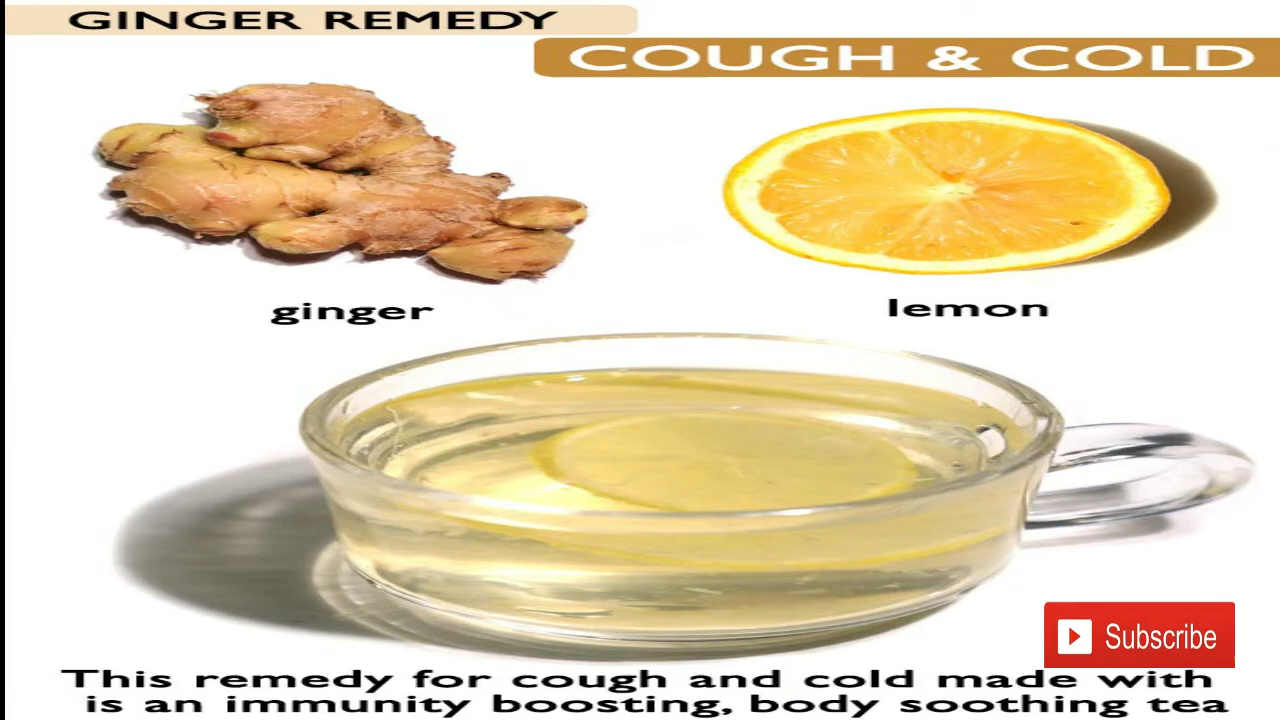 GINGER REMEDY
COUGH & COLD
ginger
lemon
Subscribe
This remedy for cough and cold made with
is an immunity boosting, body soothing tea